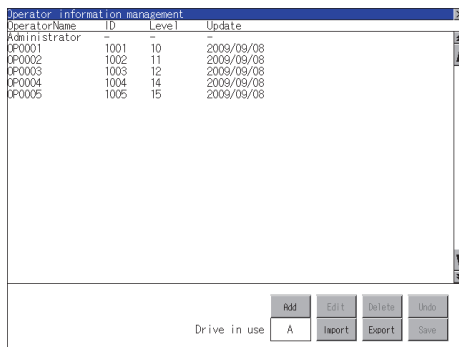 Operator information management
OperatorName ID Level Update
Administrator - - -
OP0001 1001 10 2009/09/08
OP0002 1002 11 2009/09/08
OP0003 1003 12 2009/09/08
OP0004 1004 14 2009/09/08
OP0005 1005 15 2009/09/08
Add Edit Delete Undo
Drive in use A Import Export Save